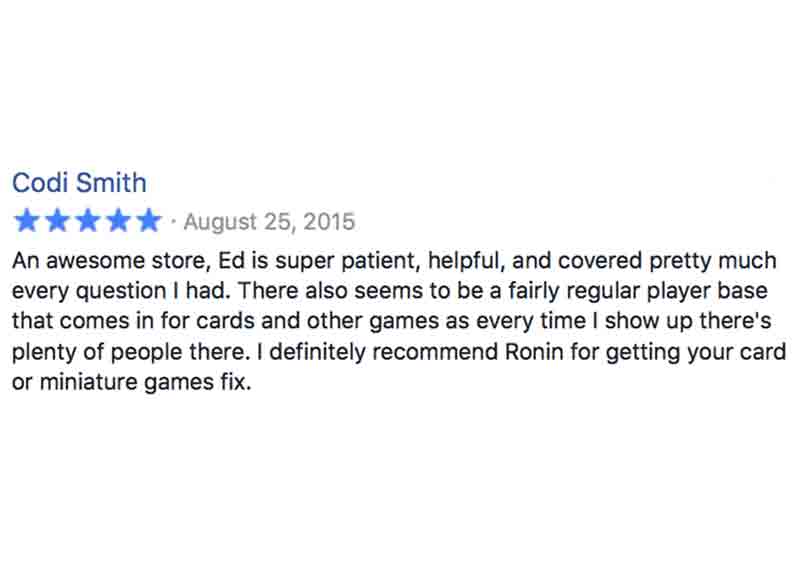 Codi Smith
★★★★★ · August 25, 2015
An awesome store, Ed is super patient, helpful, and covered pretty much
every question I had. There also seems to be a fairly regular player base
that comes in for cards and other games as every time I show up there's
plenty of people there. I definitely recommend Ronin for getting your card
or miniature games fix.